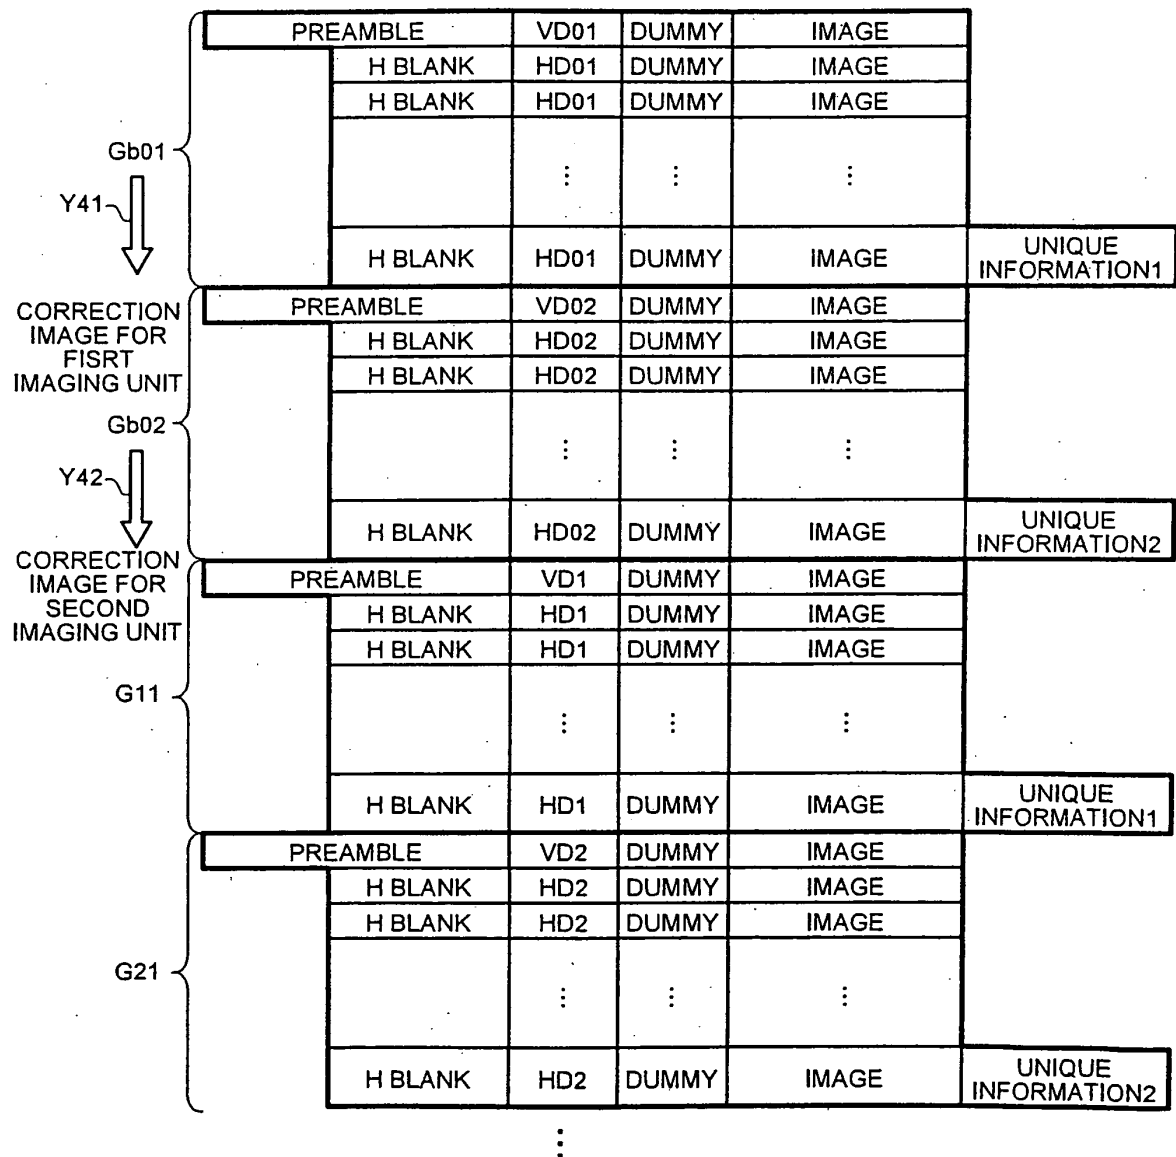 PREAMBLE VD01 DUMMY IMAGE
H BLANK HD01 DUMMY IMAGE
H BLANK HD01 DUMMY IMAGE
Gb01
⋮ ⋮ ⋮
Y41
H BLANK HD01 DUMMY IMAGE UNIQUE
INFORMATION1
CORRECTION
IMAGE FOR
FISRT
IMAGING UNIT
PREAMBLE VD02 DUMMY IMAGE
H BLANK HD02 DUMMY IMAGE
H BLANK HD02 DUMMY IMAGE
Gb02
⋮ ⋮ ⋮
Y42
H BLANK HD02 DUMMY IMAGE UNIQUE
INFORMATION2
CORRECTION
IMAGE FOR
SECOND
IMAGING UNIT
PREAMBLE VD1 DUMMY IMAGE
H BLANK HD1 DUMMY IMAGE
H BLANK HD1 DUMMY IMAGE
G11
⋮ ⋮ ⋮
H BLANK HD1 DUMMY IMAGE UNIQUE
INFORMATION1
PREAMBLE VD2 DUMMY IMAGE
H BLANK HD2 DUMMY IMAGE
H BLANK HD2 DUMMY IMAGE
G21
⋮ ⋮ ⋮
H BLANK HD2 DUMMY IMAGE UNIQUE
INFORMATION2
⋮